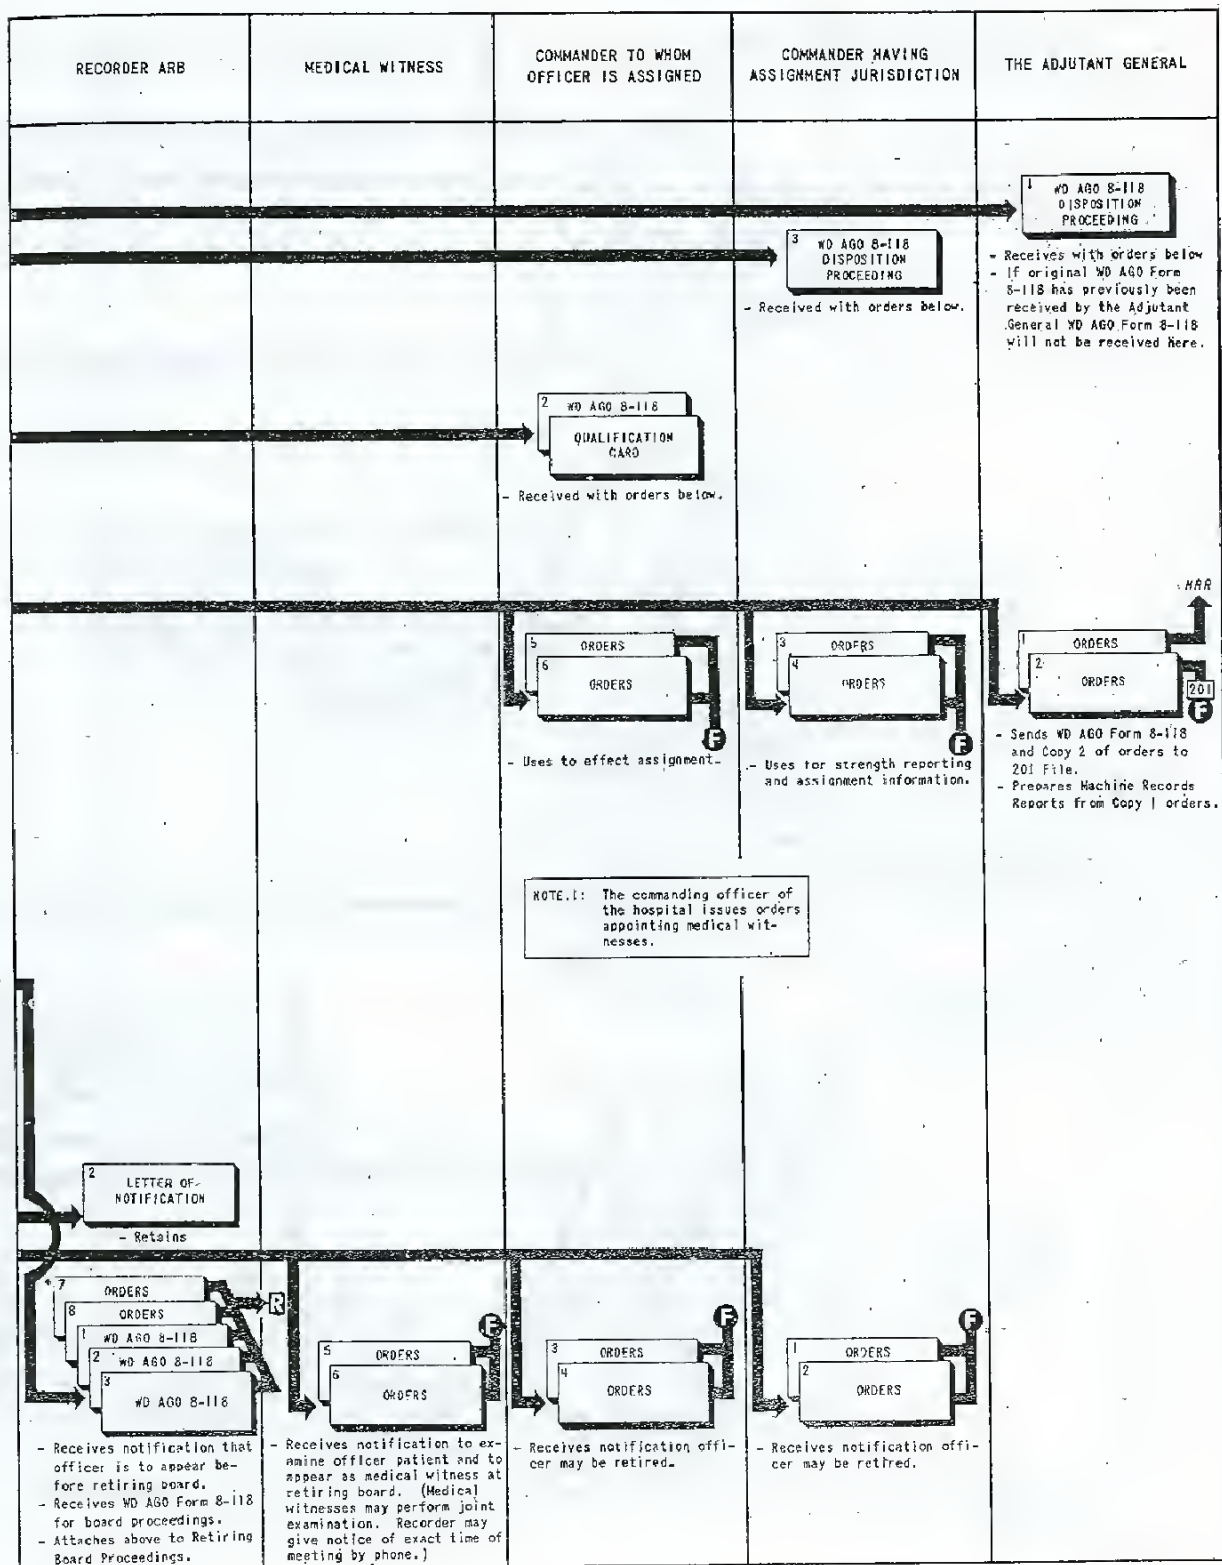 RECORDER ARB
MEDICAL WITNESS
COMMANDER TO WHOM
OFFICER IS ASSIGNED
COMMANDER HAVING
ASSIGNMENT JURISDICTION
THE ADJUTANT GENERAL
1 WD AGO 8-118
DISPOSITION
PROCEEDING
- Receives with orders below
- If original WD AGO Form
8-118 has previously been
received by the Adjutant
General WD AGO Form 8-118
will not be received here.
3 WD AGO 8-118
DISPOSITION
PROCEEDING
- Received with orders below.
2 WD AGO 8-118
QUALIFICATION
CARD
- Received with orders below.
MRR
5 ORDERS
6 ORDERS
F
- Uses to effect assignment.
3 ORDERS
4 ORDERS
F
- Uses for strength reporting
and assignment information.
1 ORDERS
2 ORDERS
201
F
- Sends WD AGO Form 8-118
and Copy 2 of orders to
201 File.
- Prepares Machine Records
Reports from Copy 1 orders.
NOTE.1: The commanding officer of
the hospital issues orders
appointing medical wit-
nesses.
2 LETTER OF
NOTIFICATION
- Retains
7 ORDERS
8 ORDERS
1 WD AGO 8-118
2 WD AGO 8-118
3 WD AGO 8-118
R
- Receives notification that
officer is to appear be-
fore retiring board.
- Receives WD AGO Form 8-118
for board proceedings.
- Attaches above to Retiring
Board Proceedings.
5 ORDERS
6 ORDERS
F
- Receives notification to ex-
amine officer patient and to
appear as medical witness at
retiring board. (Medical
witnesses may perform joint
examination. Recorder may
give notice of exact time of
meeting by phone.)
3 ORDERS
4 ORDERS
F
- Receives notification offi-
cer may be retired.
1 ORDERS
2 ORDERS
F
- Receives notification offi-
cer may be retired.